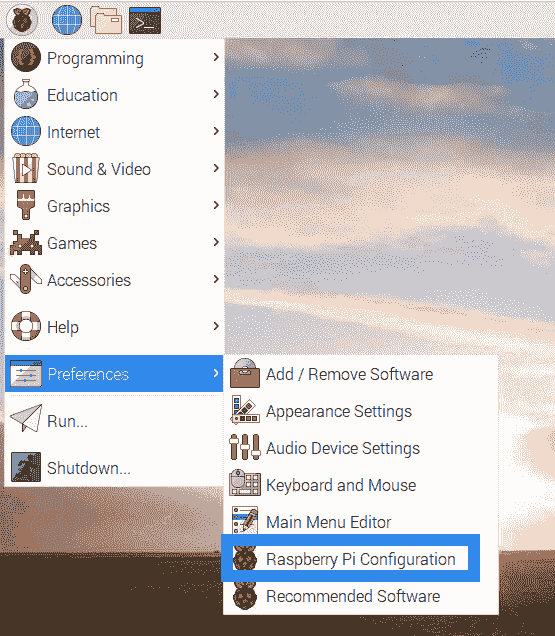 Programming
Education
Internet
Sound & Video
Graphics
Games
Accessories
Help
Preferences
Run...
Shutdown...
Add / Remove Software
Appearance Settings
Audio Device Settings
Keyboard and Mouse
Main Menu Editor
Raspberry Pi Configuration
Recommended Software